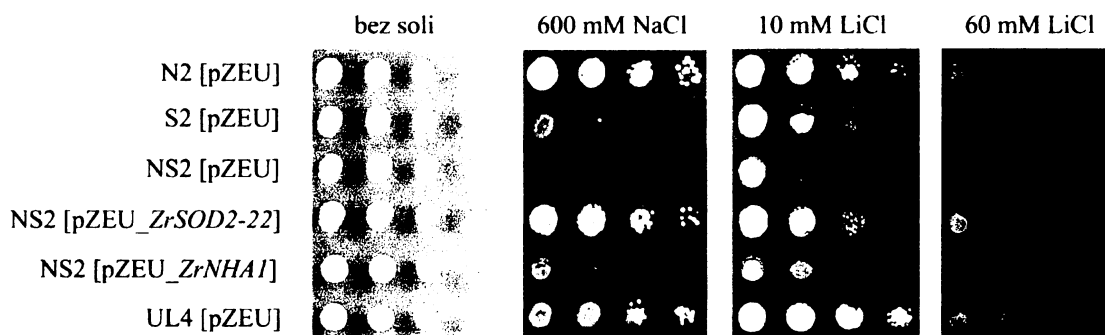 bez soli 600 mM NaCl 10 mM LiCl 60 mM LiCl
N2 [pZEU]
S2 [pZEU]
NS2 [pZEU]
NS2 [pZEU_ZrSOD2-22]
NS2 [pZEU_ZrNHA1]
UL4 [pZEU]